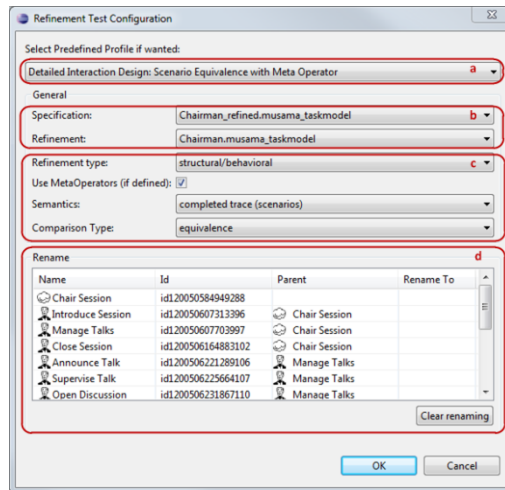 Refinement Test Configuration
Select Predefined Profile if wanted:
Detailed Interaction Design: Scenario Equivalence with Meta Operator a
General
Specification: Chairman_refined.musama_taskmodel b
Refinement: Chairman.musama_taskmodel
Refinement type: structural/behavioral c
Use MetaOperators (if defined):
Semantics: completed trace (scenarios)
Comparison Type: equivalence
Rename d
Name Id Parent Rename To
Chair Session id120050584949288
Introduce Session id120050607313396 Chair Session
Manage Talks id120050607703997 Chair Session
Close Session id1200506164883102 Chair Session
Announce Talk id1200506221289106 Manage Talks
Supervise Talk id1200506225664107 Manage Talks
Open Discussion id1200506231867110 Manage Talks
Clear renaming
OK Cancel